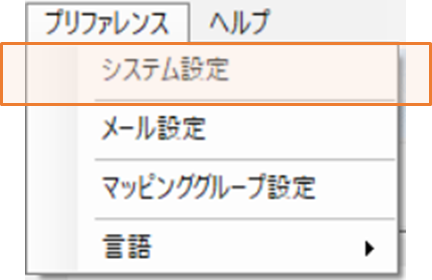 プリファレンス ヘルプ
システム設定
メール設定
マッピンググループ設定
言語